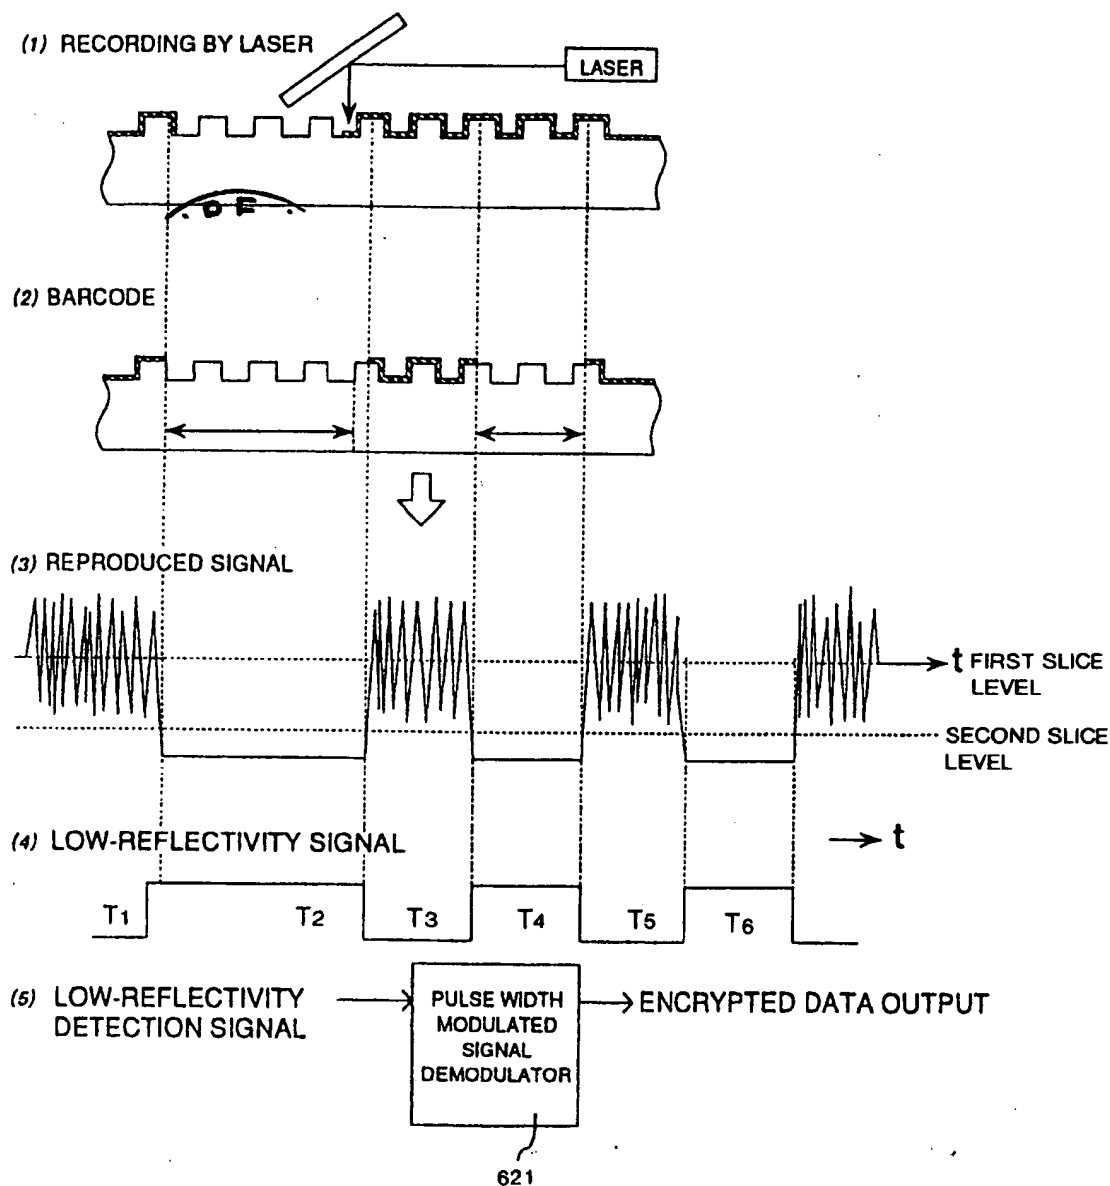 (1) RECORDING BY LASER
LASER
D E
(2) BARCODE
(3) REPRODUCED SIGNAL
t FIRST SLICE
LEVEL
SECOND SLICE
LEVEL
(4) LOW-REFLECTIVITY SIGNAL
t
T1 T2 T3 T4 T5 T6
(5) LOW-REFLECTIVITY
DETECTION SIGNAL
PULSE WIDTH
MODULATED
SIGNAL
DEMODULATOR
ENCRYPTED DATA OUTPUT
621